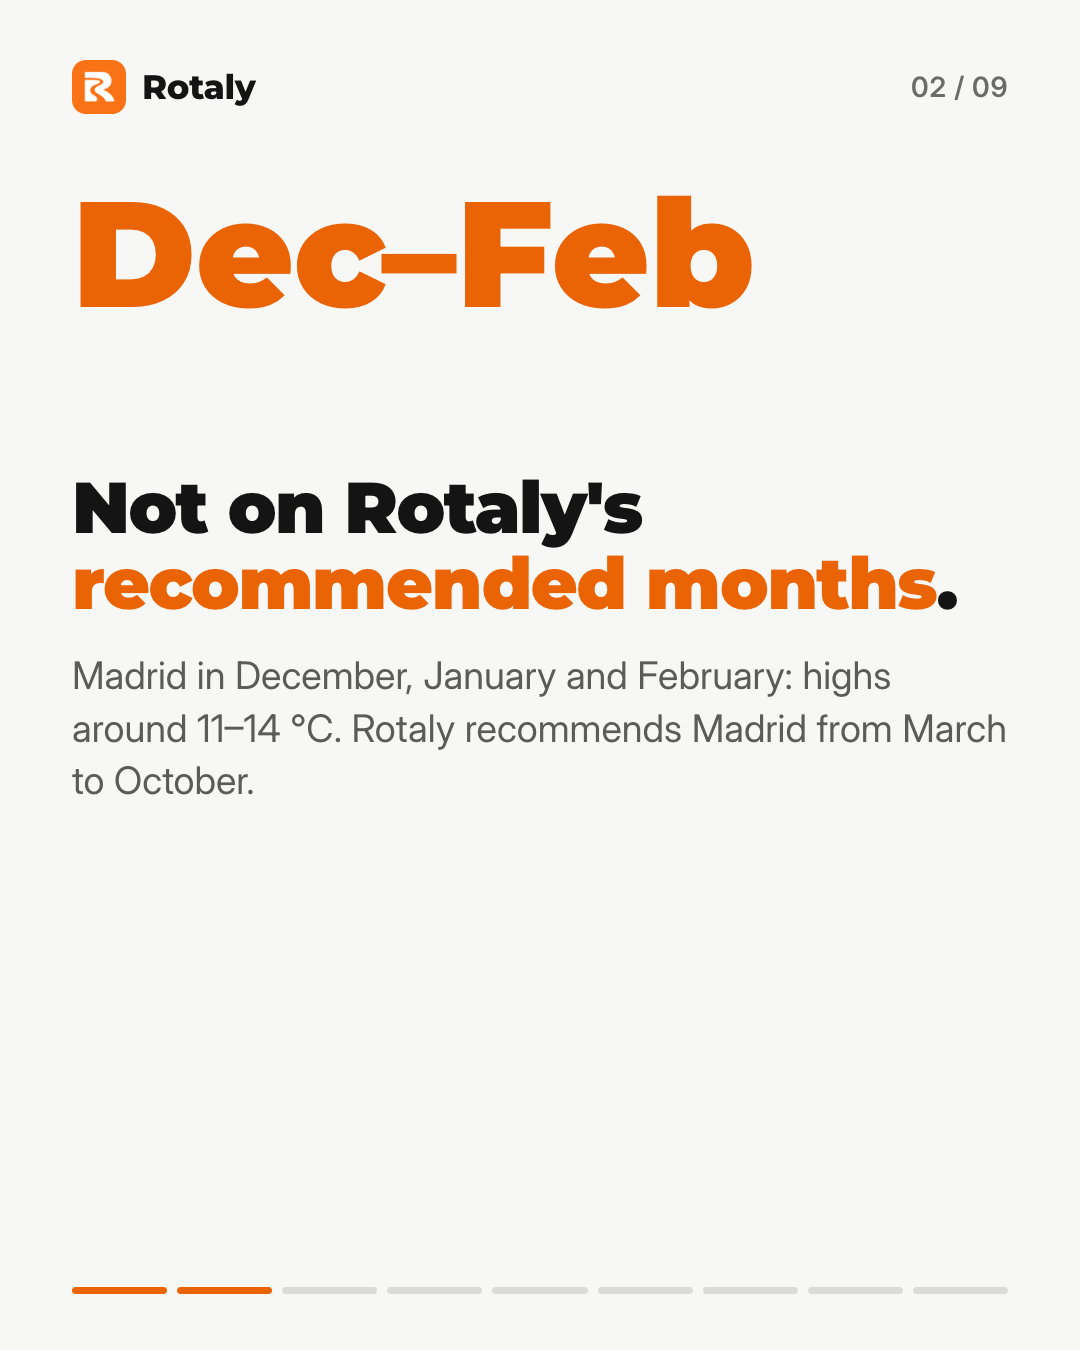 Rotaly
02 / 09
Dec–Feb
Not on Rotaly's
recommended months.
Madrid in December, January and February: highs
around 11–14 °C. Rotaly recommends Madrid from March
to October.